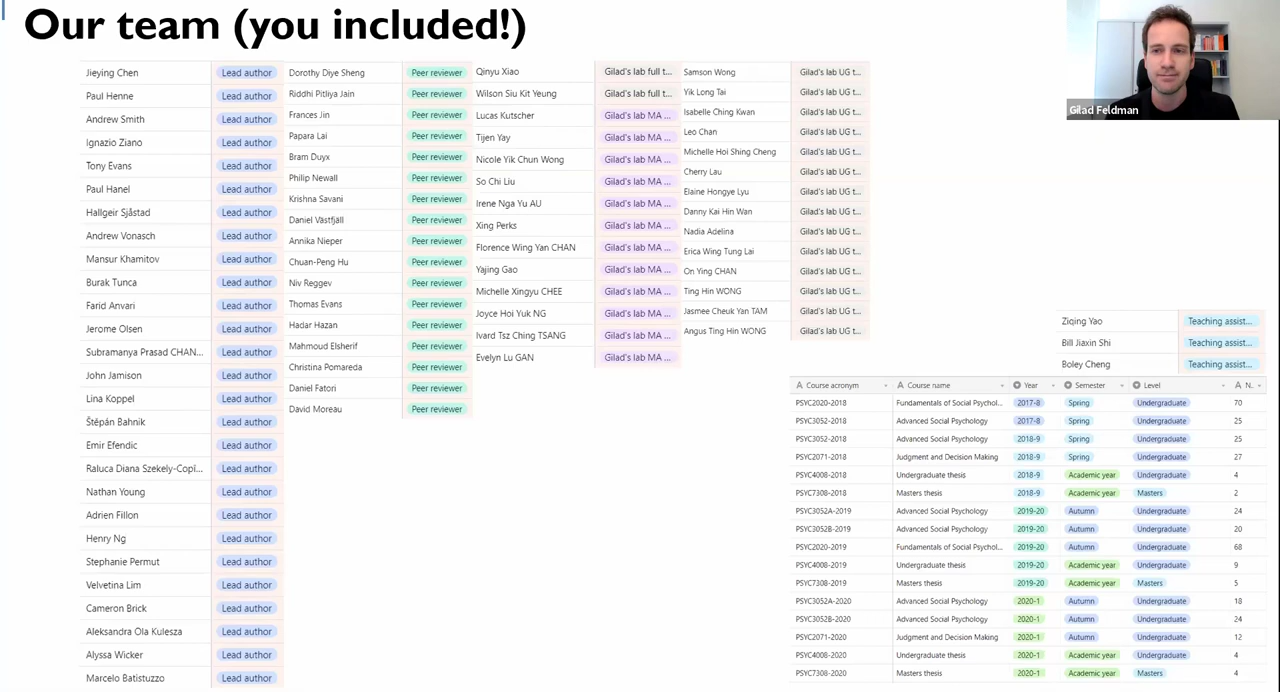 Our team (you included!)
Gilad Feldman
Jieying Chen Lead author
Paul Henne Lead author
Andrew Smith Lead author
Ignazio Ziano Lead author
Tony Evans Lead author
Paul Hanel Lead author
Hallgeir Sjåstad Lead author
Andrew Vonasch Lead author
Mansur Khamitov Lead author
Burak Tunca Lead author
Farid Anvari Lead author
Jerome Olsen Lead author
Subramanya Prasad CHAN... Lead author
John Jamison Lead author
Lina Koppel Lead author
Štěpán Bahník Lead author
Emir Efendic Lead author
Raluca Diana Szekely-Copî... Lead author
Nathan Young Lead author
Adrien Fillon Lead author
Henry Ng Lead author
Stephanie Permut Lead author
Velvetina Lim Lead author
Cameron Brick Lead author
Aleksandra Ola Kulesza Lead author
Alyssa Wicker Lead author
Marcelo Batistuzzo Lead author
Dorothy Diye Sheng Peer reviewer
Riddhi Pitliya Jain Peer reviewer
Frances Jin Peer reviewer
Papara Lai Peer reviewer
Bram Duyx Peer reviewer
Philip Newall Peer reviewer
Krishna Savani Peer reviewer
Daniel Västfjäll Peer reviewer
Annika Nieper Peer reviewer
Chuan-Peng Hu Peer reviewer
Niv Reggev Peer reviewer
Thomas Evans Peer reviewer
Hadar Hazan Peer reviewer
Mahmoud Elsherif Peer reviewer
Christina Pomareda Peer reviewer
Daniel Fatori Peer reviewer
David Moreau Peer reviewer
Qinyu Xiao Gilad's lab full t...
Wilson Siu Kit Yeung Gilad's lab full t...
Lucas Kutscher Gilad's lab MA ...
Tijen Yay Gilad's lab MA ...
Nicole Yik Chun Wong Gilad's lab MA ...
So Chi Liu Gilad's lab MA ...
Irene Nga Yu AU Gilad's lab MA ...
Xing Perks Gilad's lab MA ...
Florence Wing Yan CHAN Gilad's lab MA ...
Yajing Gao Gilad's lab MA ...
Michelle Xingyu CHEE Gilad's lab MA ...
Joyce Hoi Yuk NG Gilad's lab MA ...
Ivard Tsz Ching TSANG Gilad's lab MA ...
Evelyn Lu GAN Gilad's lab MA ...
Samson Wong Gilad's lab UG t...
Yik Long Tai Gilad's lab UG t...
Isabelle Ching Kwan Gilad's lab UG t...
Leo Chan Gilad's lab UG t...
Michelle Hoi Shing Cheng Gilad's lab UG t...
Cherry Lau Gilad's lab UG t...
Elaine Hongye Lyu Gilad's lab UG t...
Danny Kai Hin Wan Gilad's lab UG t...
Nadia Adelina Gilad's lab UG t...
Erica Wing Tung Lai Gilad's lab UG t...
On Ying CHAN Gilad's lab UG t...
Ting Hin WONG Gilad's lab UG t...
Jasmee Cheuk Yan TAM Gilad's lab UG t...
Angus Ting Hin WONG Gilad's lab UG t...
Ziqing Yao Teaching assist...
Bill Jiaxin Shi Teaching assist...
Boley Cheng Teaching assist...
Course acronym Course name Year Semester Level N..
PSYC2020-2018 Fundamentals of Social Psychol... 2017-8 Spring Undergraduate 70
PSYC3052-2018 Advanced Social Psychology 2017-8 Spring Undergraduate 25
PSYC3052-2018 Advanced Social Psychology 2018-9 Spring Undergraduate 25
PSYC2071-2018 Judgment and Decision Making 2018-9 Spring Undergraduate 27
PSYC4008-2018 Undergraduate thesis 2018-9 Academic year Undergraduate 4
PSYC7308-2018 Masters thesis 2018-9 Academic year Masters 2
PSYC3052A-2019 Advanced Social Psychology 2019-20 Autumn Undergraduate 24
PSYC3052B-2019 Advanced Social Psychology 2019-20 Autumn Undergraduate 20
PSYC2020-2019 Fundamentals of Social Psychol... 2019-20 Autumn Undergraduate 68
PSYC4008-2019 Undergraduate thesis 2019-20 Academic year Undergraduate 9
PSYC7308-2019 Masters thesis 2019-20 Academic year Masters 5
PSYC3052A-2020 Advanced Social Psychology 2020-1 Autumn Undergraduate 18
PSYC3052B-2020 Advanced Social Psychology 2020-1 Autumn Undergraduate 24
PSYC2071-2020 Judgment and Decision Making 2020-1 Autumn Undergraduate 12
PSYC4008-2020 Undergraduate thesis 2020-1 Academic year Undergraduate 4
PSYC7308-2020 Masters thesis 2020-1 Academic year Masters 4